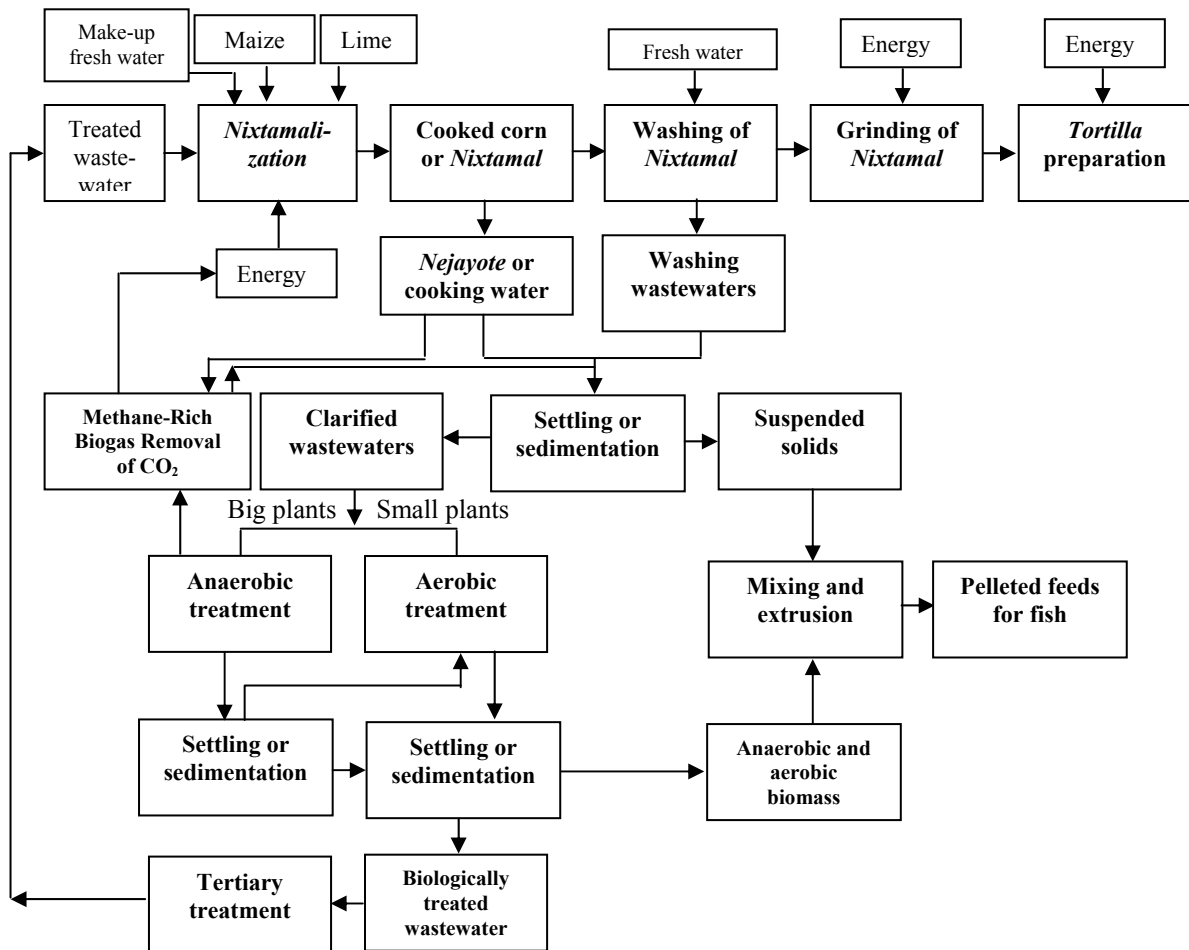 Make-up
fresh water
Maize
Lime
Fresh water
Energy
Energy
Treated
waste-
water
Nixtamali-
zation
Cooked corn
or Nixtamal
Washing of
Nixtamal
Grinding of
Nixtamal
Tortilla
preparation
Energy
Nejayote or
cooking water
Washing
wastewaters
Methane-Rich
Biogas Removal
of CO₂
Clarified
wastewaters
Settling or
sedimentation
Suspended
solids
Big plants
Small plants
Anaerobic
treatment
Aerobic
treatment
Mixing and
extrusion
Pelleted feeds
for fish
Settling or
sedimentation
Settling or
sedimentation
Anaerobic and
aerobic
biomass
Tertiary
treatment
Biologically
treated
wastewater